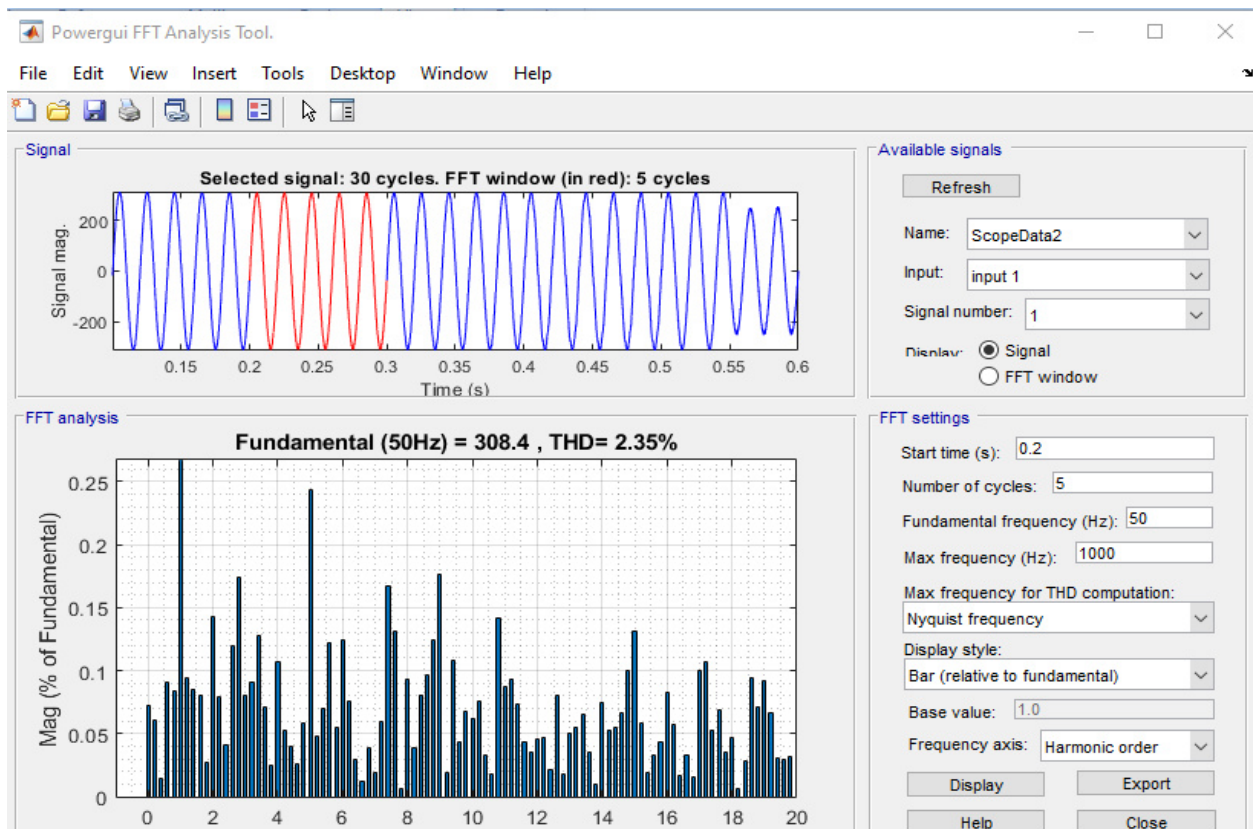 Powergui FFT Analysis Tool.
File Edit View Insert Tools Desktop Window Help
Signal
Selected signal: 30 cycles. FFT window (in red): 5 cycles
Signal mag.
200
0
-200
0.15 0.2 0.25 0.3 0.35 0.4 0.45 0.5 0.55 0.6
Time (s)
Available signals
Refresh
Name: ScopeData2
Input: input 1
Signal number: 1
Display: Signal
FFT window
FFT analysis
Fundamental (50Hz) = 308.4 , THD= 2.35%
Mag (% of Fundamental)
0.25
0.2
0.15
0.1
0.05
0
0 2 4 6 8 10 12 14 16 18 20
FFT settings
Start time (s): 0.2
Number of cycles: 5
Fundamental frequency (Hz): 50
Max frequency (Hz): 1000
Max frequency for THD computation:
Nyquist frequency
Display style:
Bar (relative to fundamental)
Base value: 1.0
Frequency axis: Harmonic order
Display Export
Help Close